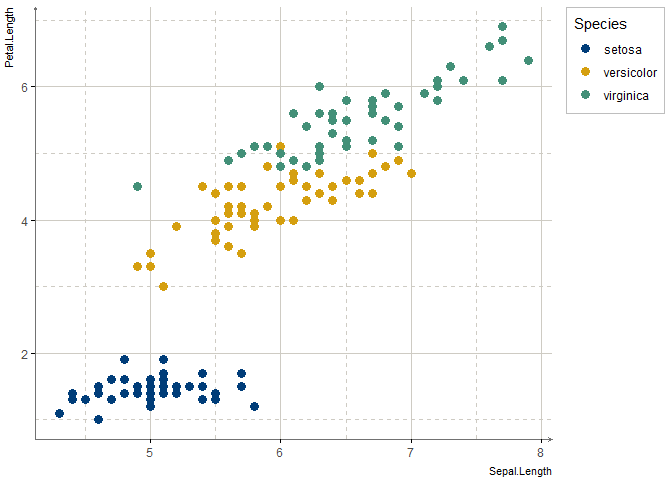 Petal.Length
6
4
2
5
6
7
8
Sepal.Length
Species
setosa
versicolor
virginica